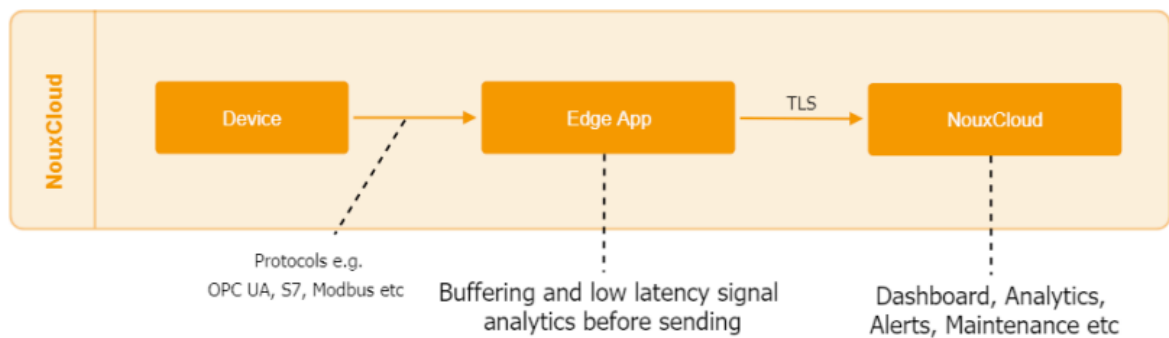 NouxCloud
Device
Edge App
TLS
NouxCloud
Protocols e.g.
OPC UA, S7, Modbus etc
Buffering and low latency signal
analytics before sending
Dashboard, Analytics,
Alerts, Maintenance etc